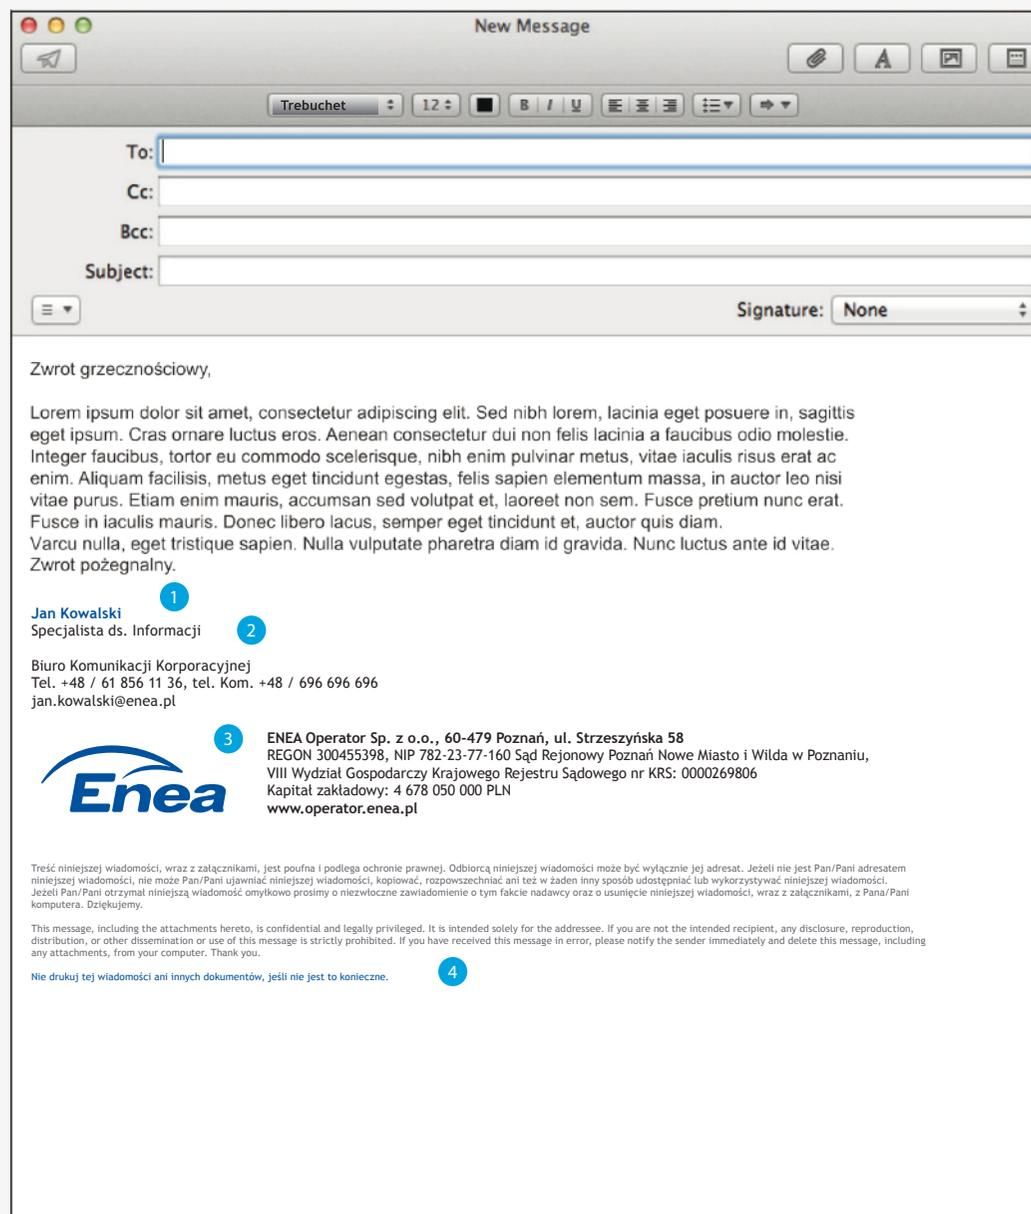 New Message
Trebuchet 12 B I U
To:
Cc:
Bcc:
Subject:
Signature: None
Zwrot grzecznościowy,
Lorem ipsum dolor sit amet, consectetur adipiscing elit. Sed nibh lorem, lacinia eget posuere in, sagittis
eget ipsum. Cras ornare luctus eros. Aenean consectetur dui non felis lacinia a faucibus odio molestie.
Integer faucibus, tortor eu commodo scelerisque, nibh enim pulvinar metus, vitae iaculis risus erat ac
enim. Aliquam facilisis, metus eget tincidunt egestas, felis sapien elementum massa, in auctor leo nisi
vitae purus. Etiam enim mauris, accumsan sed volutpat et, laoreet non sem. Fusce pretium nunc erat.
Fusce in iaculis mauris. Donec libero lacus, semper eget tincidunt et, auctor quis diam.
Varcu nulla, eget tristique sapien. Nulla vulputate pharetra diam id gravida. Nunc luctus ante id vitae.
Zwrot pożegnalny.
1
Jan Kowalski
Specjalista ds. Informacji 2
Biuro Komunikacji Korporacyjnej
Tel. +48 / 61 856 11 36, tel. Kom. +48 / 696 696 696
jan.kowalski@enea.pl
3
Enea
ENEA Operator Sp. z o.o., 60-479 Poznań, ul. Strzeszyńska 58
REGON 300455398, NIP 782-23-77-160 Sąd Rejonowy Poznań Nowe Miasto i Wilda w Poznaniu,
VIII Wydział Gospodarczy Krajowego Rejestru Sądowego nr KRS: 0000269806
Kapitał zakładowy: 4 678 050 000 PLN
www.operator.enea.pl
Treść niniejszej wiadomości, wraz z załącznikami, jest poufna i podlega ochronie prawnej. Odbiorcą niniejszej wiadomości może być wyłącznie jej adresat. Jeżeli nie jest Pan/Pani adresatem
niniejszej wiadomości, nie może Pan/Pani ujawniać niniejszej wiadomości, kopiować, rozpowszechniać ani też w żaden inny sposób udostępniać lub wykorzystywać niniejszej wiadomości.
Jeżeli Pan/Pani otrzymał niniejszą wiadomość omyłkowo prosimy o niezwłoczne zawiadomienie o tym fakcie nadawcy oraz o usunięcie niniejszej wiadomości, wraz z załącznikami, z Pana/Pani
komputera. Dziękujemy.
This message, including the attachments hereto, is confidential and legally privileged. It is intended solely for the addressee. If you are not the intended recipient, any disclosure, reproduction,
distribution, or other dissemination or use of this message is strictly prohibited. If you have received this message in error, please notify the sender immediately and delete this message, including
any attachments, from your computer. Thank you.
Nie drukuj tej wiadomości ani innych dokumentów, jeśli nie jest to konieczne. 4